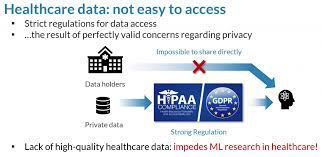 Healthcare data: not easy to access
• Strict regulations for data access
• ...the result of perfectly valid concerns regarding privacy
Impossible to share directly
Data holders
HIPAA
COMPLIANCE
GDPR
Private data
Strong Regulation
• Lack of high-quality healthcare data: impedes ML research in healthcare!